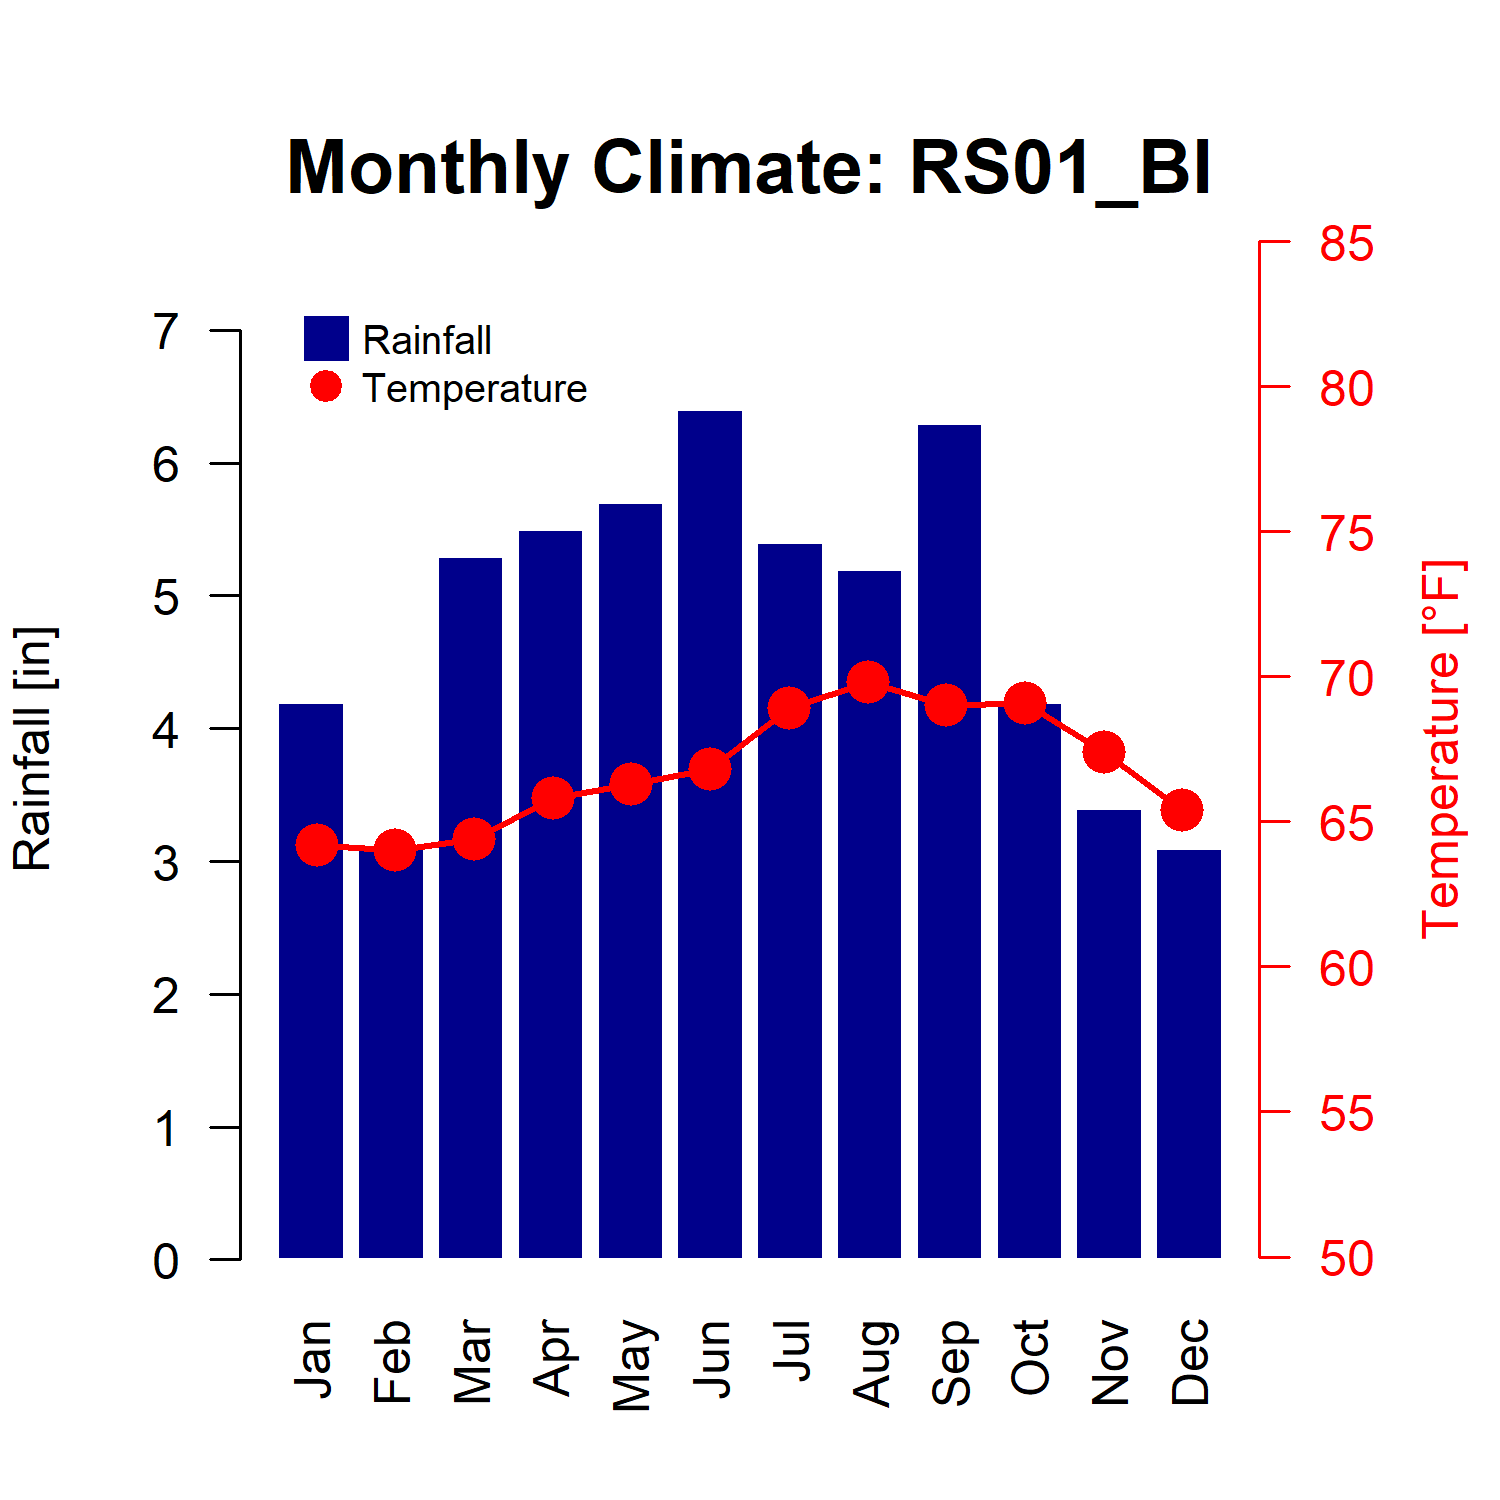 Monthly Climate: RS01_BI
Rainfall
Temperature
7
6
5
4
3
2
1
0
Rainfall [in]
85
80
75
70
65
60
55
50
Temperature [°F]
Jan
Feb
Mar
Apr
May
Jun
Jul
Aug
Sep
Oct
Nov
Dec